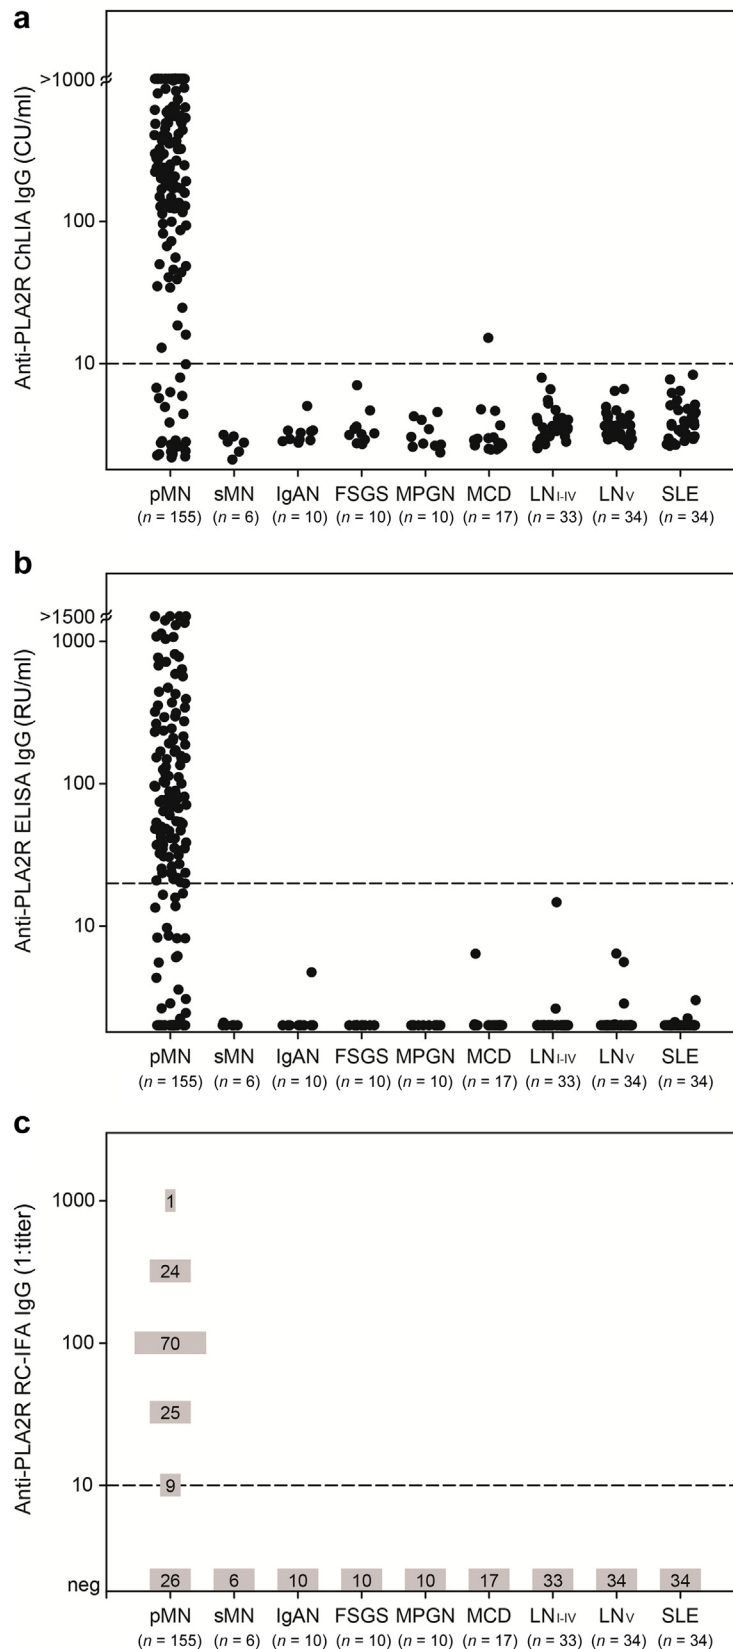 a
Anti-PLA2R ChLIA IgG (CU/ml)
>1000
100
10
pMN sMN IgAN FSGS MPGN MCD LNI-IV LNV SLE
(n = 155) (n = 6) (n = 10) (n = 10) (n = 10) (n = 17) (n = 33) (n = 34) (n = 34)
b
Anti-PLA2R ELISA IgG (RU/ml)
>1500
1000
100
10
pMN sMN IgAN FSGS MPGN MCD LNI-IV LNV SLE
(n = 155) (n = 6) (n = 10) (n = 10) (n = 10) (n = 17) (n = 33) (n = 34) (n = 34)
c
Anti-PLA2R RC-IFA IgG (1:titer)
1000 1
24
100 70
25
10 9
neg 26 6 10 10 10 17 33 34 34
pMN sMN IgAN FSGS MPGN MCD LNI-IV LNV SLE
(n = 155) (n = 6) (n = 10) (n = 10) (n = 10) (n = 17) (n = 33) (n = 34) (n = 34)